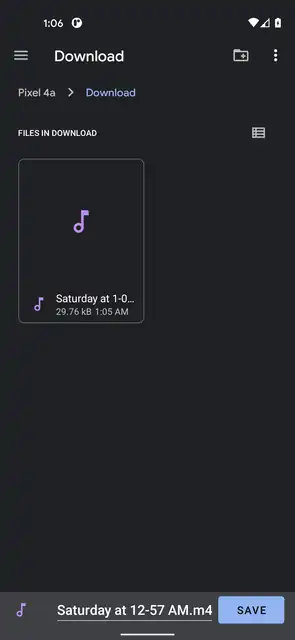 1:06
Download
Pixel 4a
Download
FILES IN DOWNLOAD
Saturday at 1-0...
29.76 kB 1:05 AM
Saturday at 12-57 AM.m4
SAVE